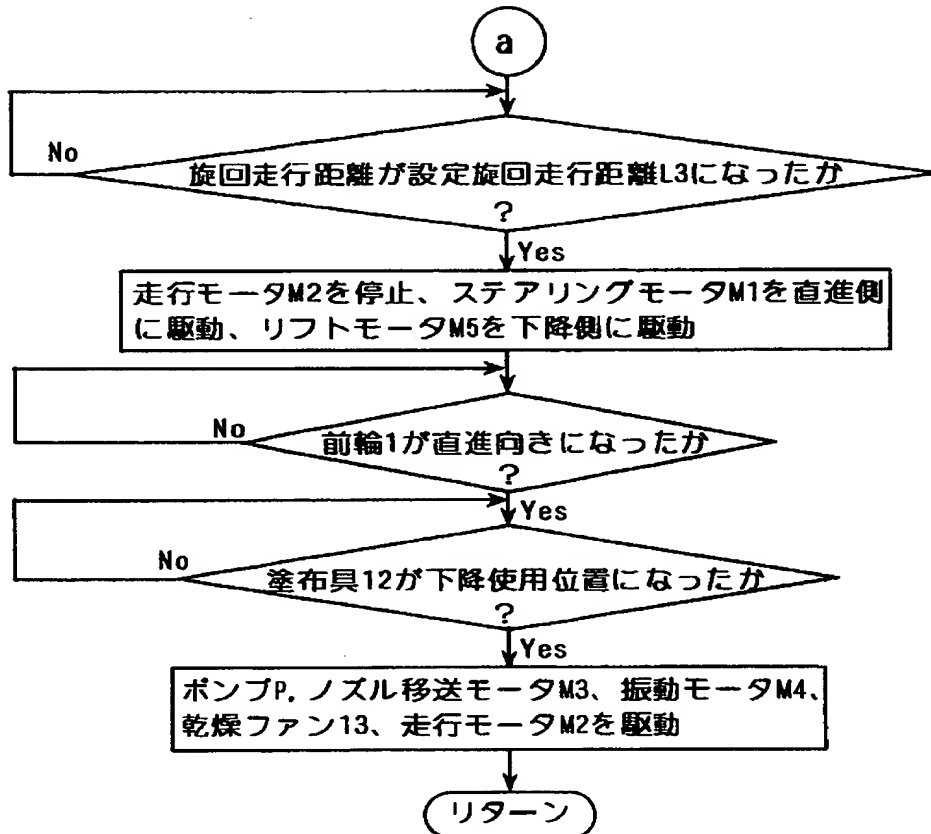 a
No
旋回走行距離が設定旋回走行距離L3になったか
?
Yes
走行モータM2を停止、ステアリングモータM1を直進側
に駆動、リフトモータM5を下降側に駆動
No
前輪1が直進向きになったか
?
Yes
No
塗布具12が下降使用位置になったか
?
Yes
ポンプP,ノズル移送モータM3、振動モータM4、
乾燥ファン13、走行モータM2を駆動
リターン